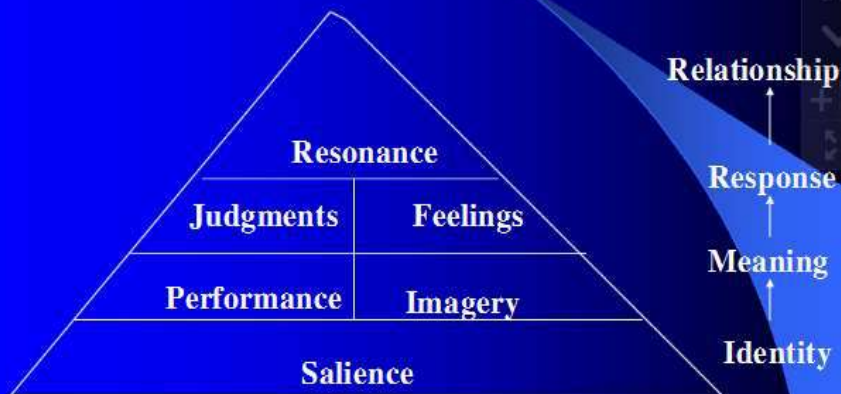 Relationship
Resonance
Response
Judgments Feelings
Meaning
Performance Imagery
Identity
Salience